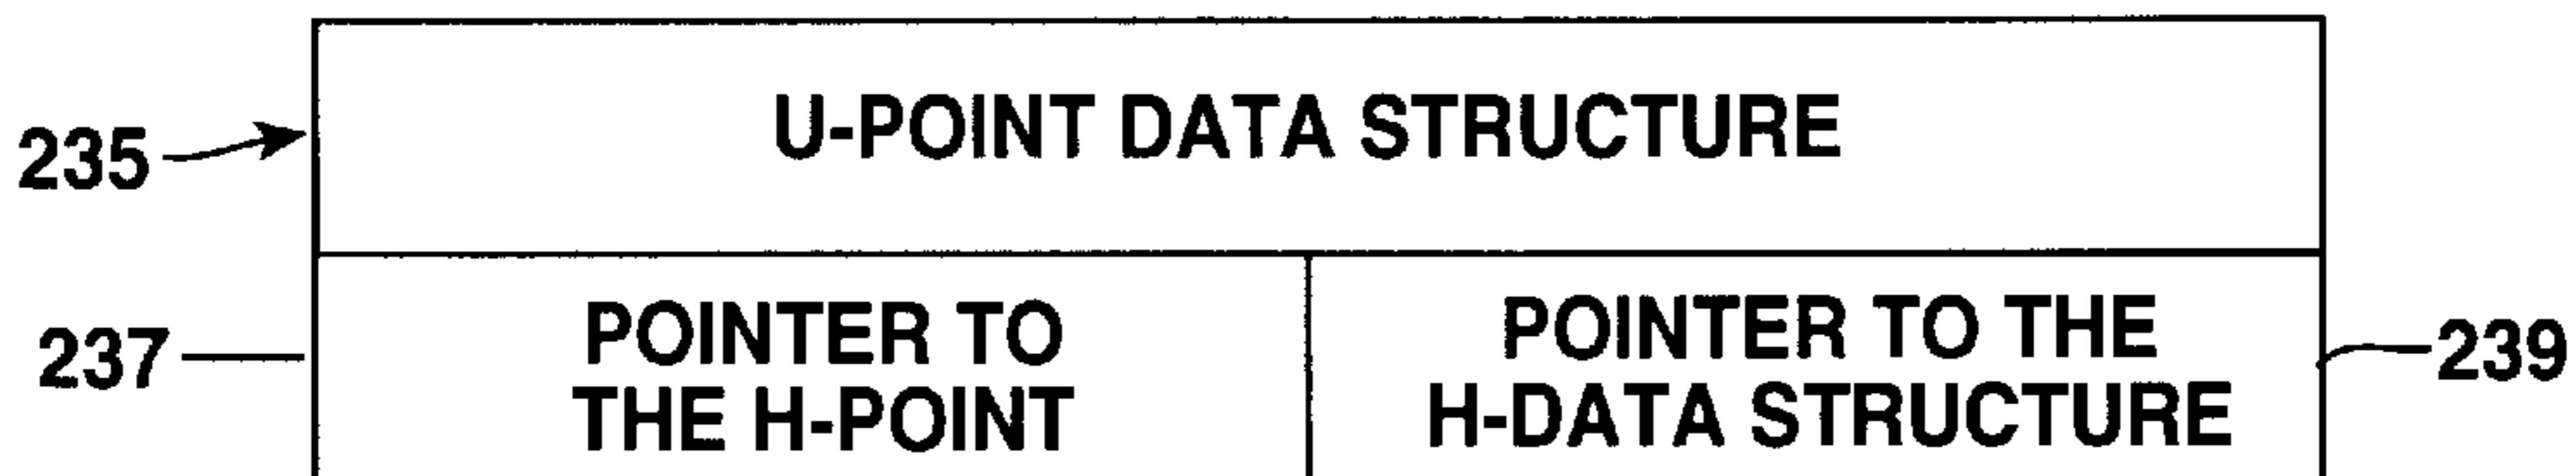 U-POINT DATA STRUCTURE
235
POINTER TO
THE H-POINT
POINTER TO THE
H-DATA STRUCTURE
237
239